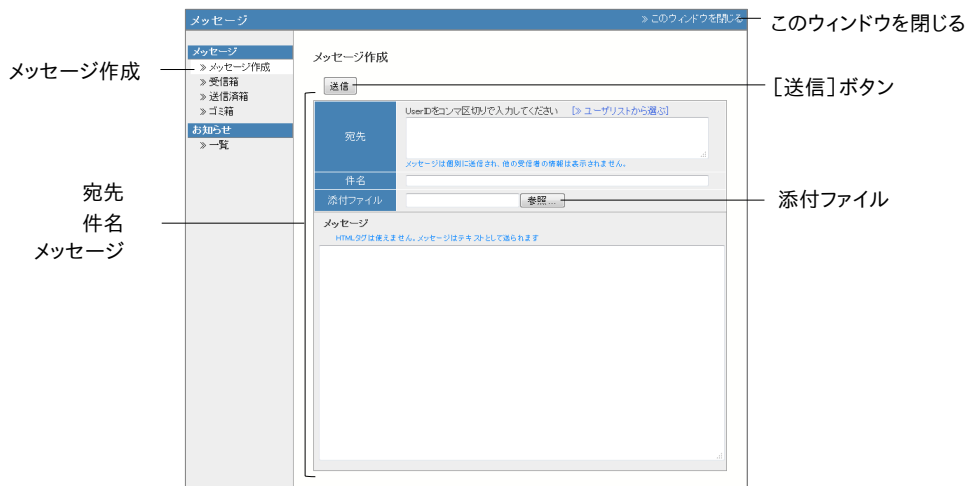 メッセージ
≫このウィンドウを閉じる
このウィンドウを閉じる
メッセージ
メッセージ作成
≫メッセージ作成
≫受信箱
≫送信済箱
≫ゴミ箱
お知らせ
≫一覧
メッセージ作成
送信
［送信］ボタン
宛先
UserIDをコンマ区切りで入力してください [≫ ユーザリストから選ぶ]
メッセージは個別に送信され、他の受信者の情報は表示されません。
件名
添付ファイル
参照...
添付ファイル
宛先
件名
メッセージ
メッセージ
HTMLタグは使えません。メッセージはテキストとして送られます